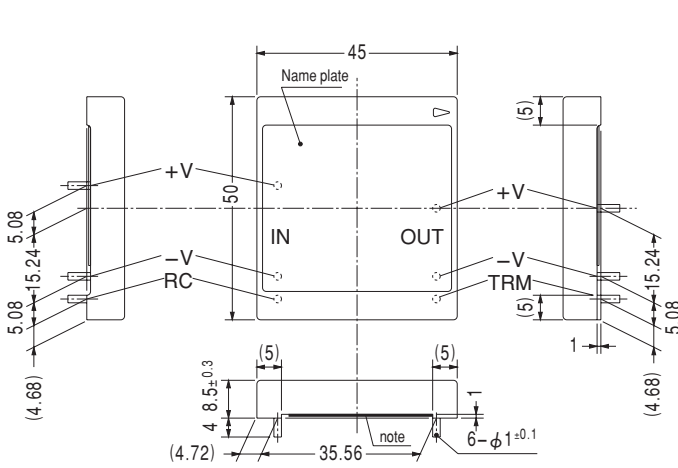 45
Name plate
(5)
+V
50
+V
5.08
IN
OUT
15.24
−V
−V
15.24
RC
TRM
5.08
(5)
5.08
1
(4.68)
(5)
(5)
(4.68)
8.5±0.3
1
4
note
6−φ1±0.1
(4.72)
35.56